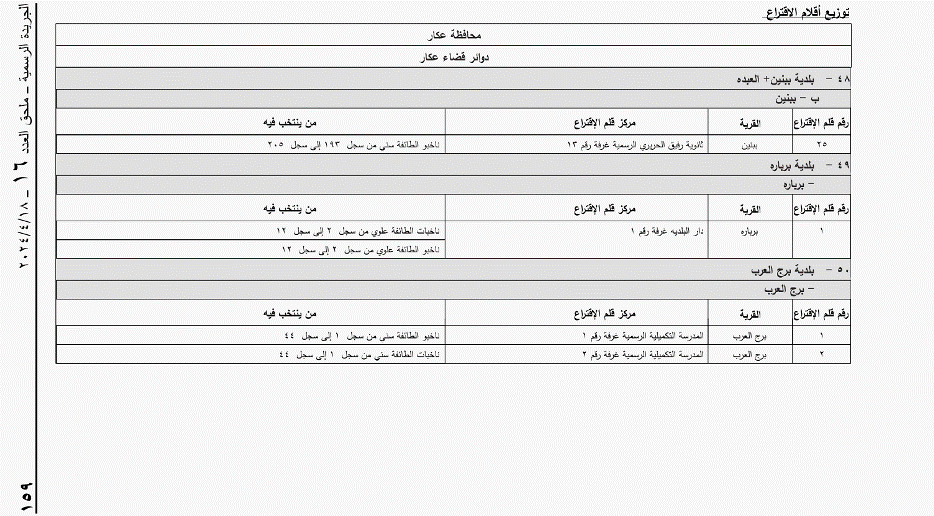 توزيع أقلام الاقتراع
محافظة عكار
دوائر قضاء عكار
٤٨ - بلدية ببنين+ العبده
ب - ببنين
رقم قلم الإقتراع القرية مركز قلم الإقتراع من ينتخب فيه
٢٥ ببنين ثانوية رفيق الحريري الرسمية غرفة رقم ١٣ ناخبو الطائفة سني من سجل ١٩٣ إلى سجل ٢٠٥
٤٩ - بلدية برباره
- برباره
رقم قلم الإقتراع القرية مركز قلم الإقتراع من ينتخب فيه
١ برباره دار البلديه غرفة رقم ١ ناخبات الطائفة علوي من سجل ٢ إلى سجل ١٢
ناخبو الطائفة علوي من سجل ٢ إلى سجل ١٢
٥٠ - بلدية برج العرب
- برج العرب
رقم قلم الإقتراع القرية مركز قلم الإقتراع من ينتخب فيه
١ برج العرب المدرسة التكميلية الرسمية غرفة رقم ١ ناخبو الطائفة سني من سجل ١ إلى سجل ٤٤
٢ برج العرب المدرسة التكميلية الرسمية غرفة رقم ٢ ناخبات الطائفة سني من سجل ١ إلى سجل ٤٤
الجريدة الرسمية – ملحق العدد ١٦ – ٢٠٢٤/٤/١٨
١٥٩